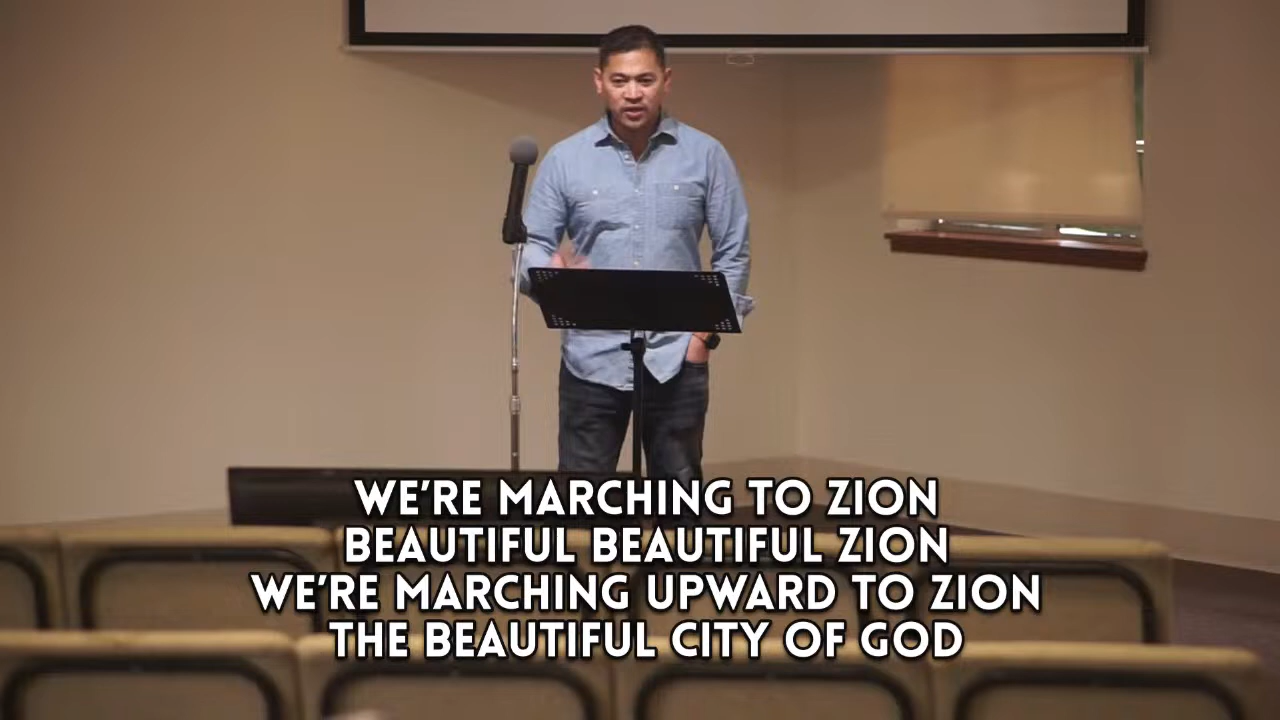 WE'RE MARCHING TO ZION
BEAUTIFUL BEAUTIFUL ZION
WE'RE MARCHING UPWARD TO ZION
THE BEAUTIFUL CITY OF GOD